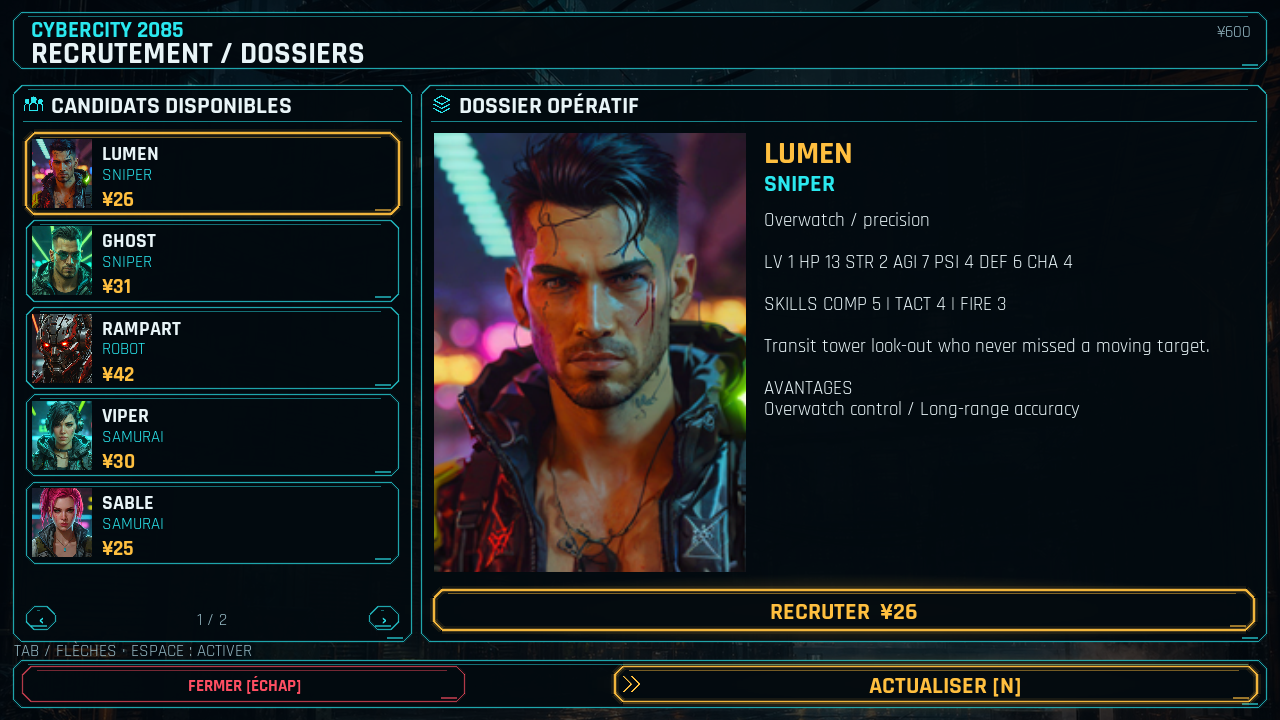 CYBERCITY 2085
RECRUTEMENT / DOSSIERS
¥600
CANDIDATS DISPONIBLES
LUMEN
SNIPER
¥26
GHOST
SNIPER
¥31
RAMPART
ROBOT
¥42
VIPER
SAMURAI
¥30
SABLE
SAMURAI
¥25
‹
1 / 2
›
DOSSIER OPÉRATIF
LUMEN
SNIPER
Overwatch / precision
LV 1 HP 13 STR 2 AGI 7 PSI 4 DEF 6 CHA 4
SKILLS COMP 5 | TACT 4 | FIRE 3
Transit tower look-out who never missed a moving target.
AVANTAGES
Overwatch control / Long-range accuracy
RECRUTER ¥26
TAB / FLÈCHES · ESPACE : ACTIVER
FERMER [ÉCHAP]
ACTUALISER [N]